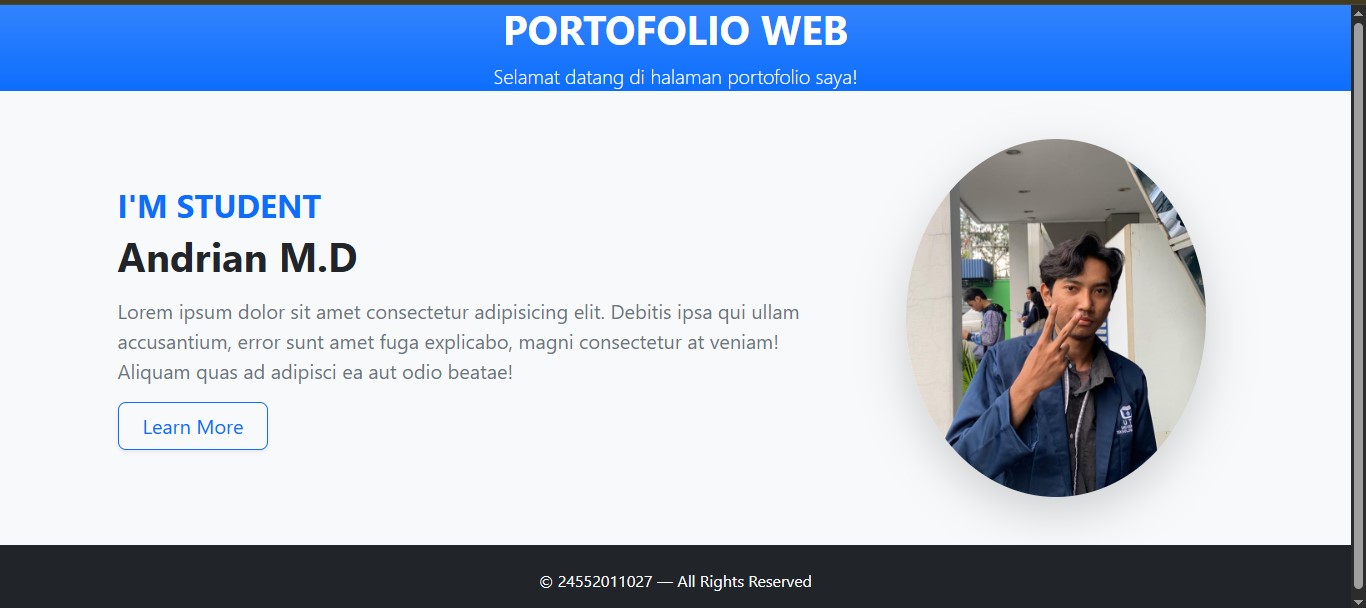 PORTOFOLIO WEB
Selamat datang di halaman portofolio saya!
I'M STUDENT
Andrian M.D
Lorem ipsum dolor sit amet consectetur adipisicing elit. Debitis ipsa qui ullam
accusantium, error sunt amet fuga explicabo, magni consectetur at veniam!
Aliquam quas ad adipisci ea aut odio beatae!
Learn More
© 24552011027 — All Rights Reserved